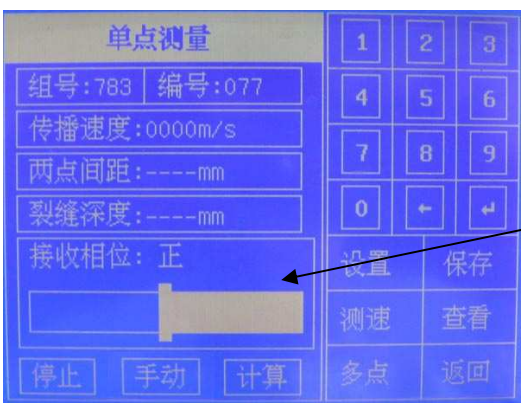 单点测量
组号:783 编号:077
传播速度:0000m/s
两点间距:----mm
裂缝深度:----mm
接收相位: 正
停止 手动 计算
1 2 3
4 5 6
7 8 9
0 ← ↵
设置 保存
测速 查看
多点 返回